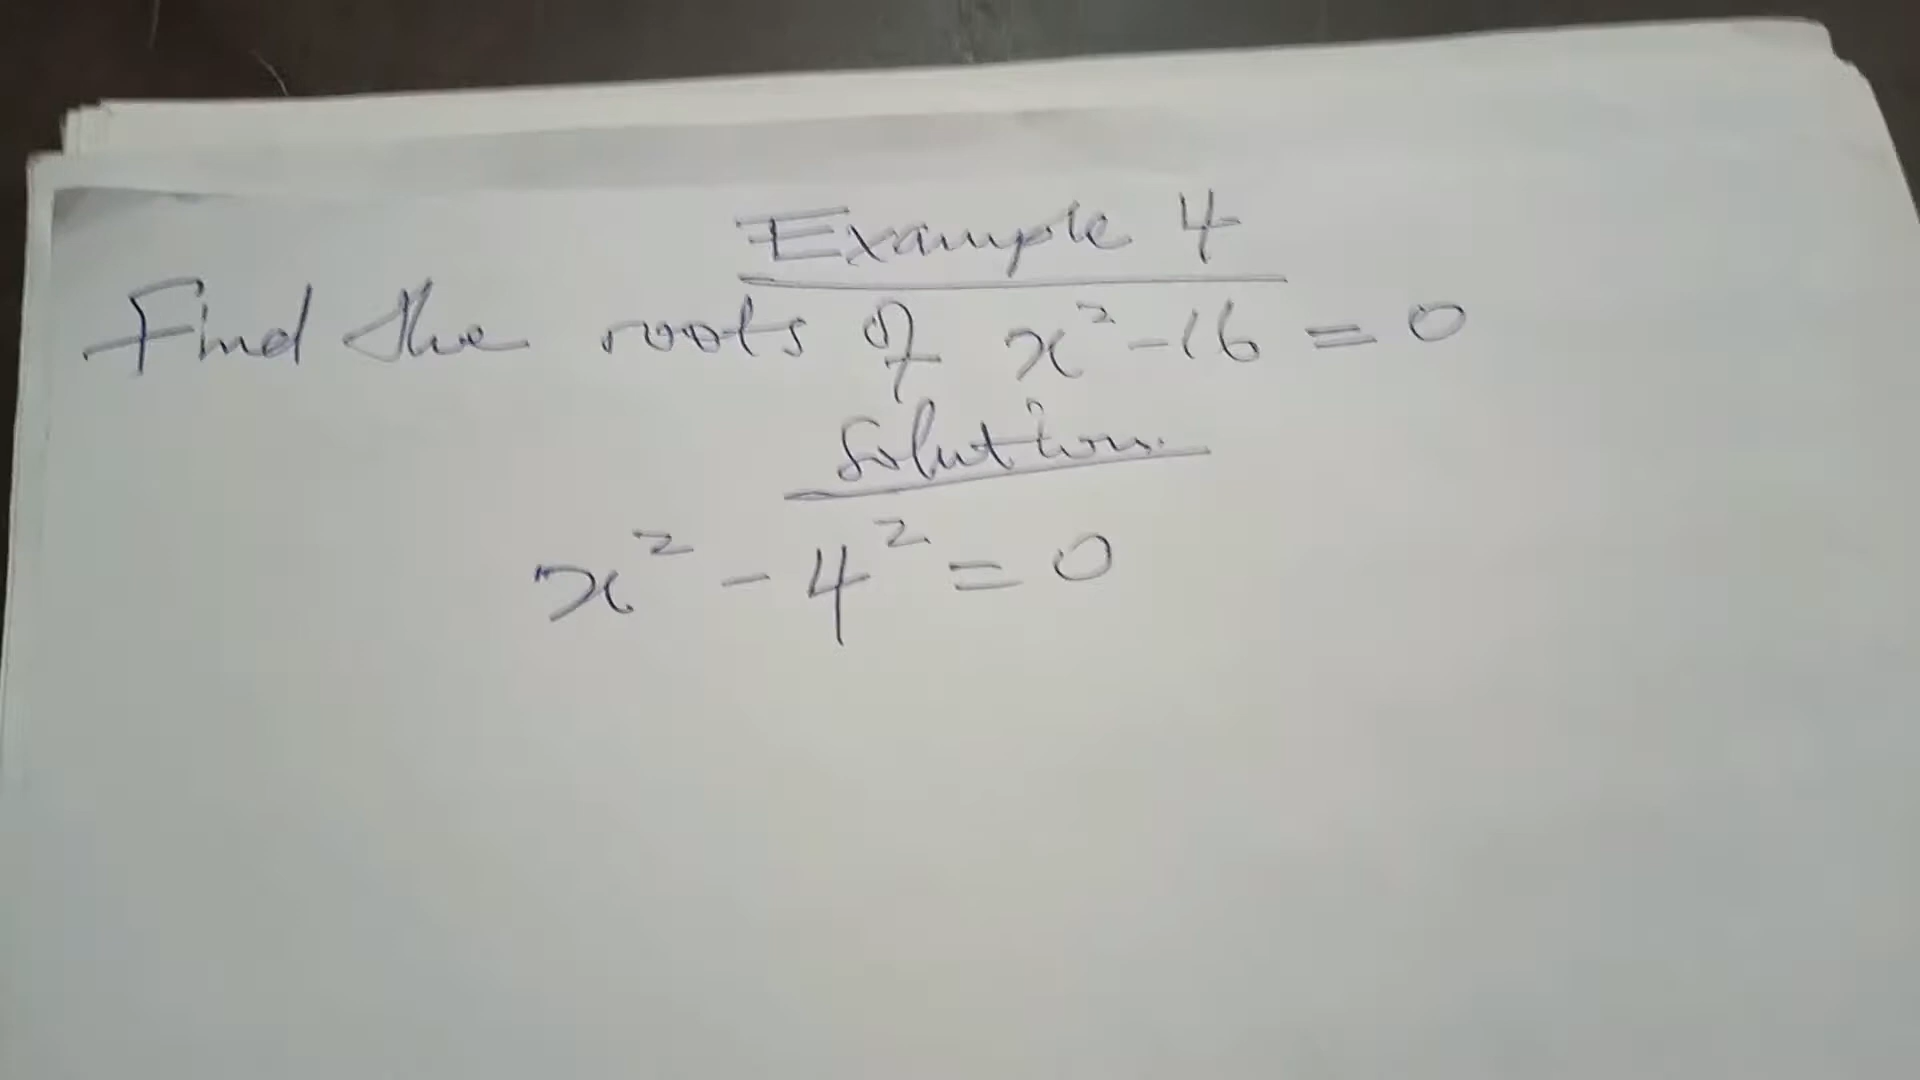 Example 4
Find the roots of x² - 16 = 0
Solution
x² - 4² = 0